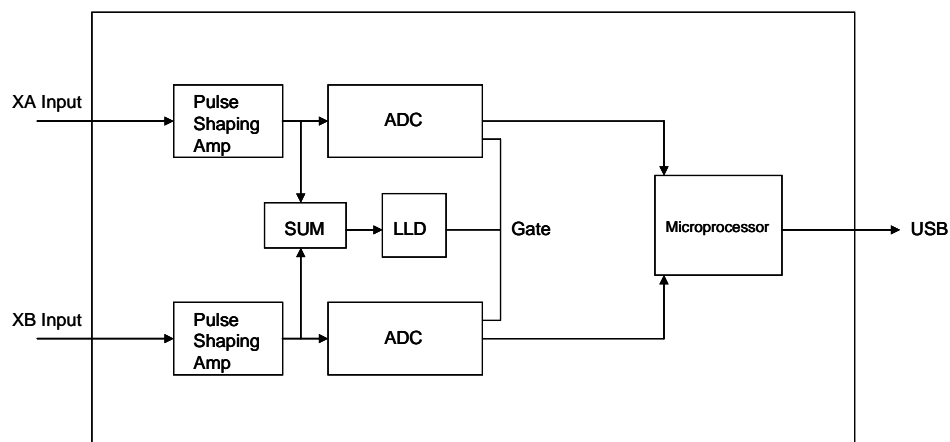 XA Input
Pulse
Shaping
Amp
ADC
SUM
LLD
Gate
Microprocessor
USB
XB Input
Pulse
Shaping
Amp
ADC